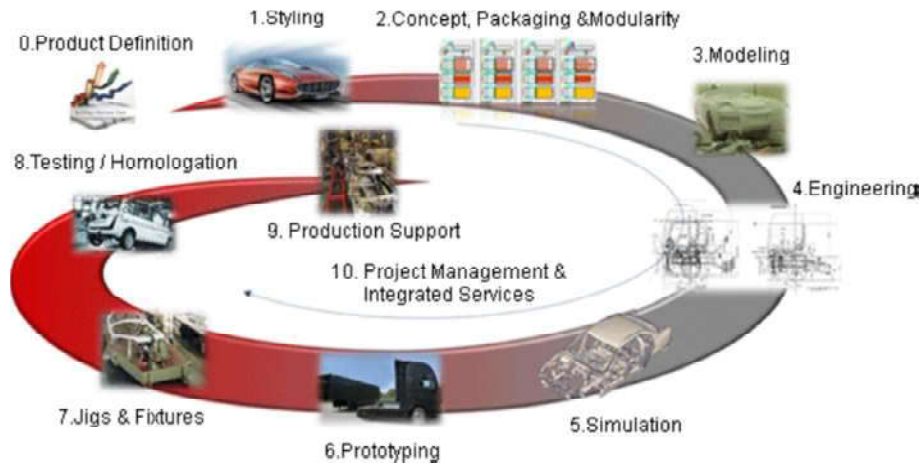 0.Product Definition
1.Styling
2.Concept, Packaging &Modularity
3.Modeling
4.Engineering
5.Simulation
6.Prototyping
7.Jigs & Fixtures
8.Testing / Homologation
9. Production Support
10. Project Management &
Integrated Services